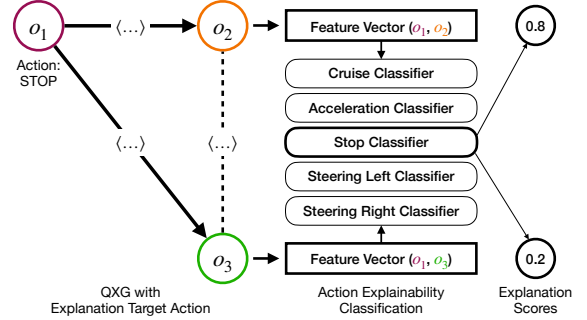 o1
Action:
STOP
⟨...⟩
o2
Feature Vector (o1, o2)
0.8
Cruise Classifier
Acceleration Classifier
⟨...⟩
⟨...⟩
Stop Classifier
Steering Left Classifier
Steering Right Classifier
o3
Feature Vector (o1, o3)
0.2
QXG with
Explanation Target Action
Action Explainability
Classification
Explanation
Scores